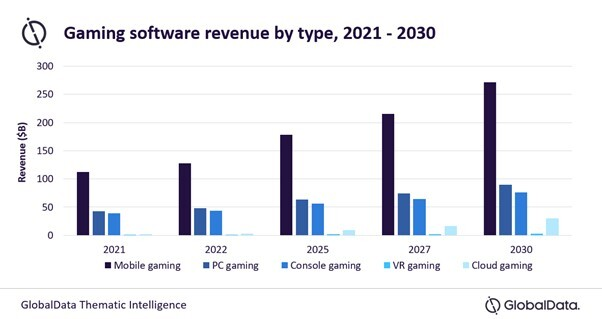 Gaming software revenue by type, 2021 - 2030
300
250
200
150
100
50
0
Revenue ($B)
2021 2022 2025 2027 2030
Mobile gaming PC gaming Console gaming VR gaming Cloud gaming
GlobalData Thematic Intelligence
GlobalData.